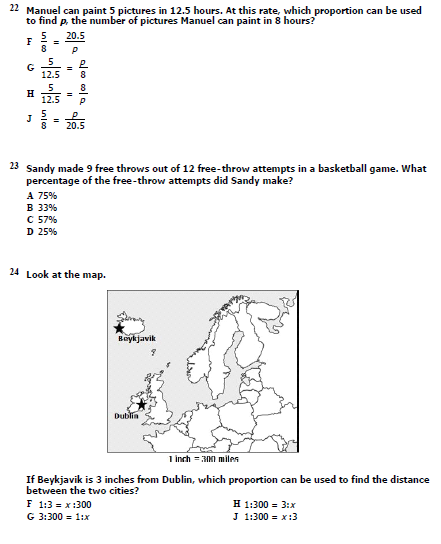 22 Manuel can paint 5 pictures in 12.5 hours. At this rate, which proportion can be used
to find p, the number of pictures Manuel can paint in 8 hours?
F 5/8 = 20.5/p
G 5/12.5 = p/8
H 5/12.5 = 8/p
J 5/8 = p/20.5
23 Sandy made 9 free throws out of 12 free-throw attempts in a basketball game. What
percentage of the free-throw attempts did Sandy make?
A 75%
B 33%
C 57%
D 25%
24 Look at the map.
Beykjavik
Dublin
1 inch = 300 miles
If Beykjavik is 3 inches from Dublin, which proportion can be used to find the distance
between the two cities?
F 1:3 = x:300 H 1:300 = 3:x
G 3:300 = 1:x J 1:300 = x:3